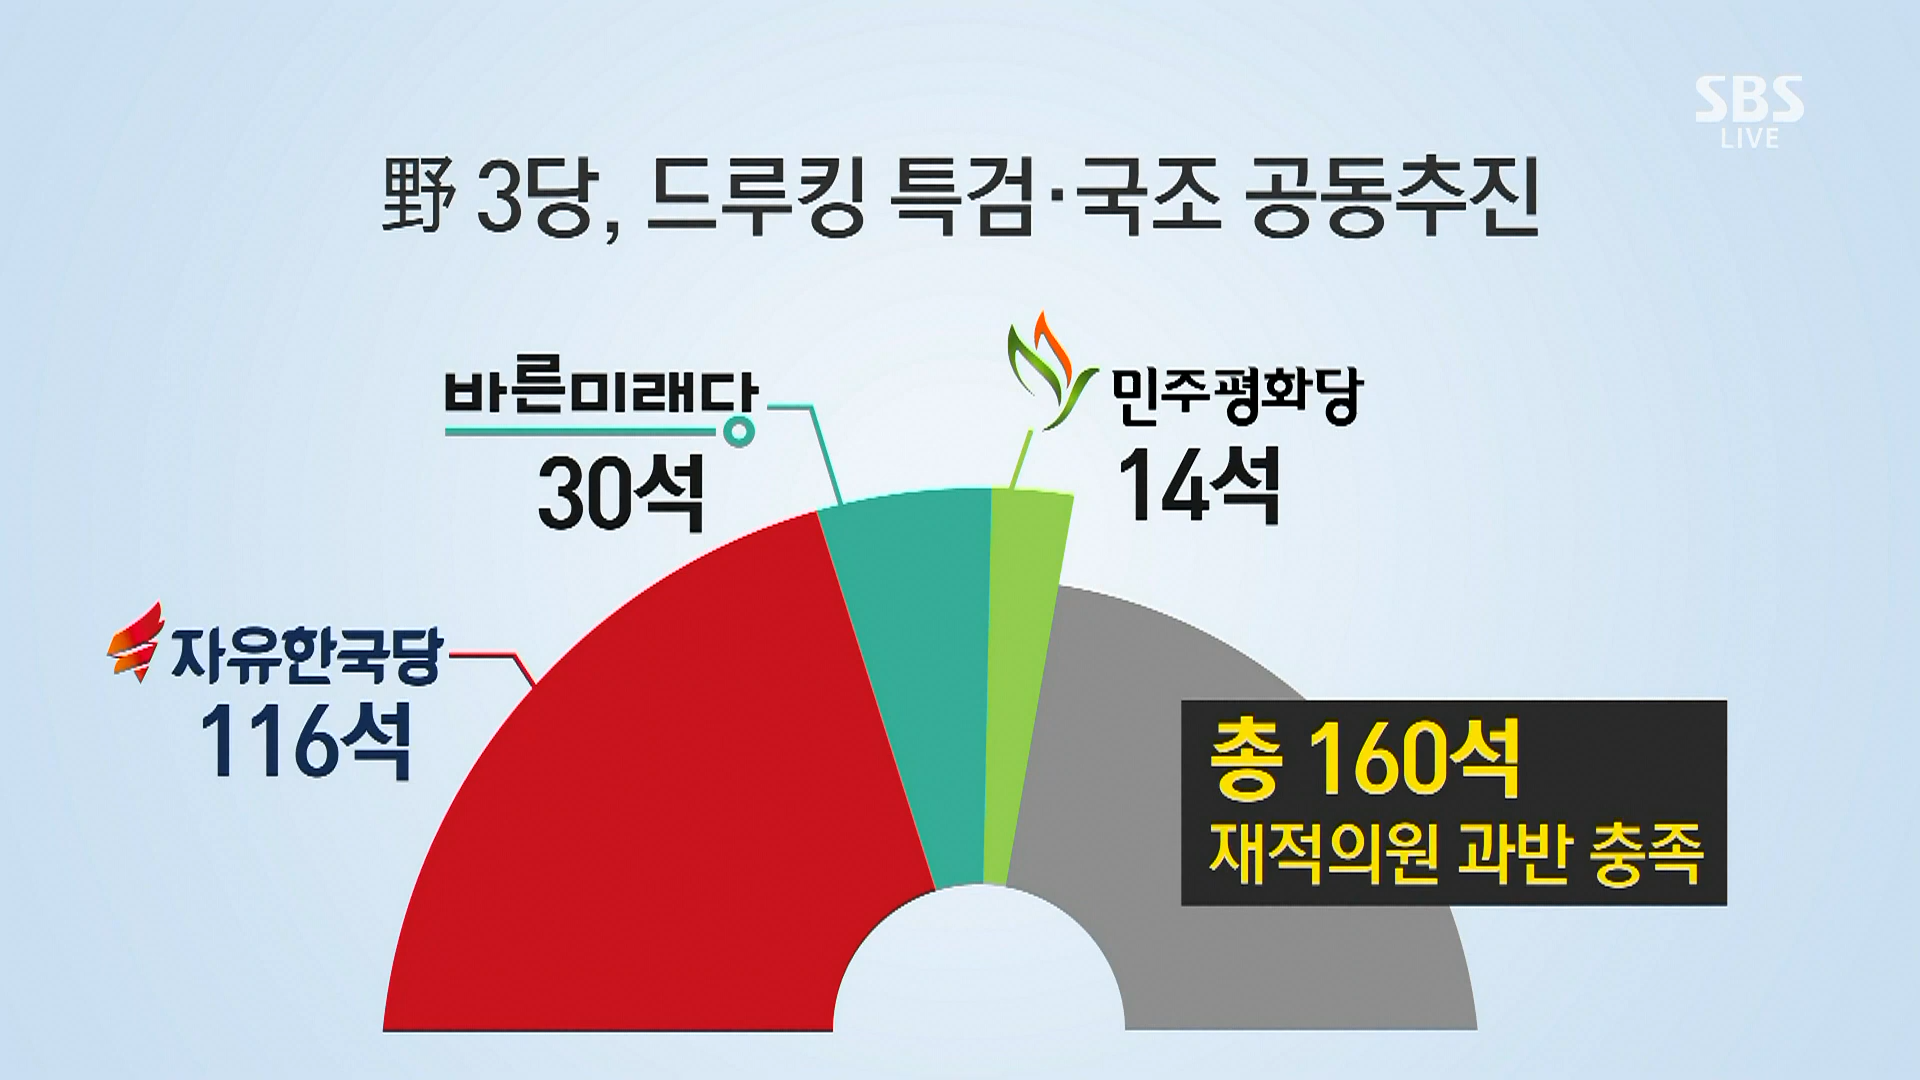 SBS
LIVE
野 3당, 드루킹 특검·국조 공동추진
바른미래당
30석
민주평화당
14석
자유한국당
116석
총 160석
재적의원 과반 충족